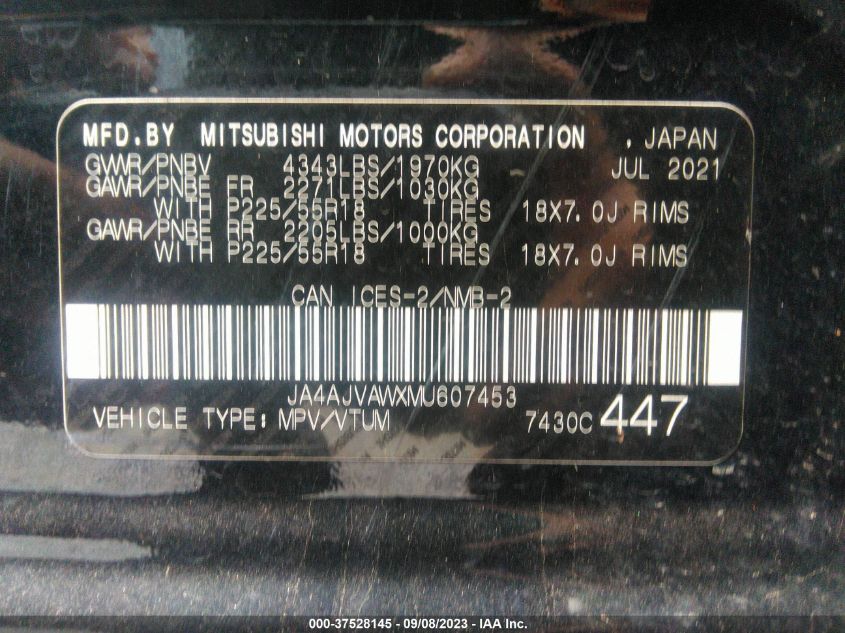 MFD.BY MITSUBISHI MOTORS CORPORATION , JAPAN
GVWR/PNBV 4343LBS/1970KG JUL 2021
GAWR/PNBE FR 2271LBS/1030KG
WITH P225/55R18 TIRES 18X7.0J RIMS
GAWR/PNBE RR 2205LBS/1000KG
WITH P225/55R18 TIRES 18X7.0J RIMS
CAN ICES-2/NMB-2
JA4AJVAWXMU607453
VEHICLE TYPE: MPV/VTUM 7430C 447
000-37528145 - 09/08/2023 - IAA Inc.